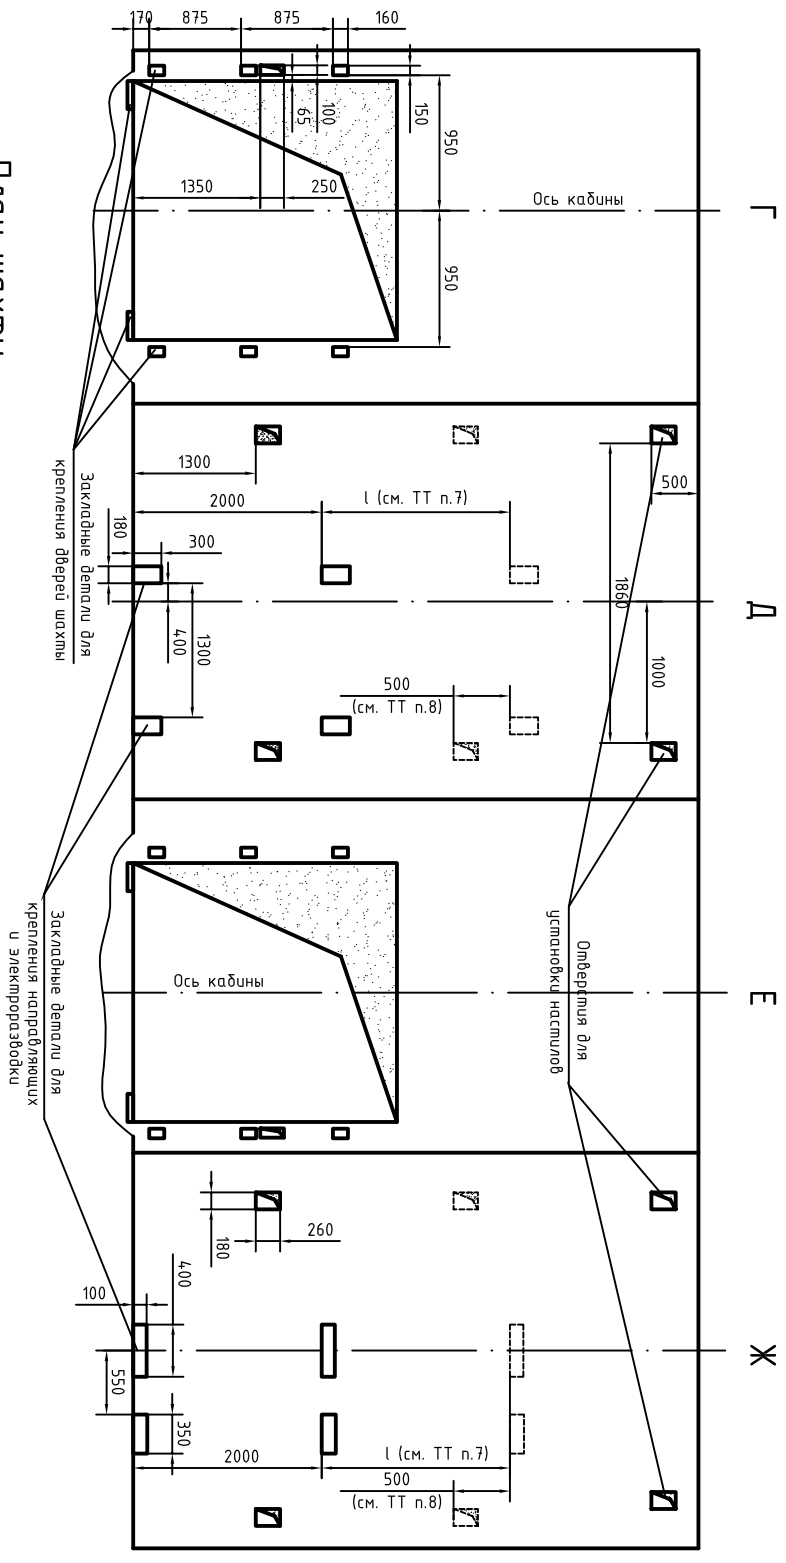 Г
Д
Е
Ж
170
875
875
160
150
100
65
950
950
1350
250
Ось кабины
Закладные детали для
крепления дверей шахты
1300
2000
l (см. ТТ п.7)
500
180
300
1300
400
1860
1000
500
(см. ТТ п.8)
Ось кабины
Отверстия для
установки настилов
Закладные детали для
крепления направляющих
и электроразводки
180
260
400
100
550
350
2000
l (см. ТТ п.7)
500
(см. ТТ п.8)